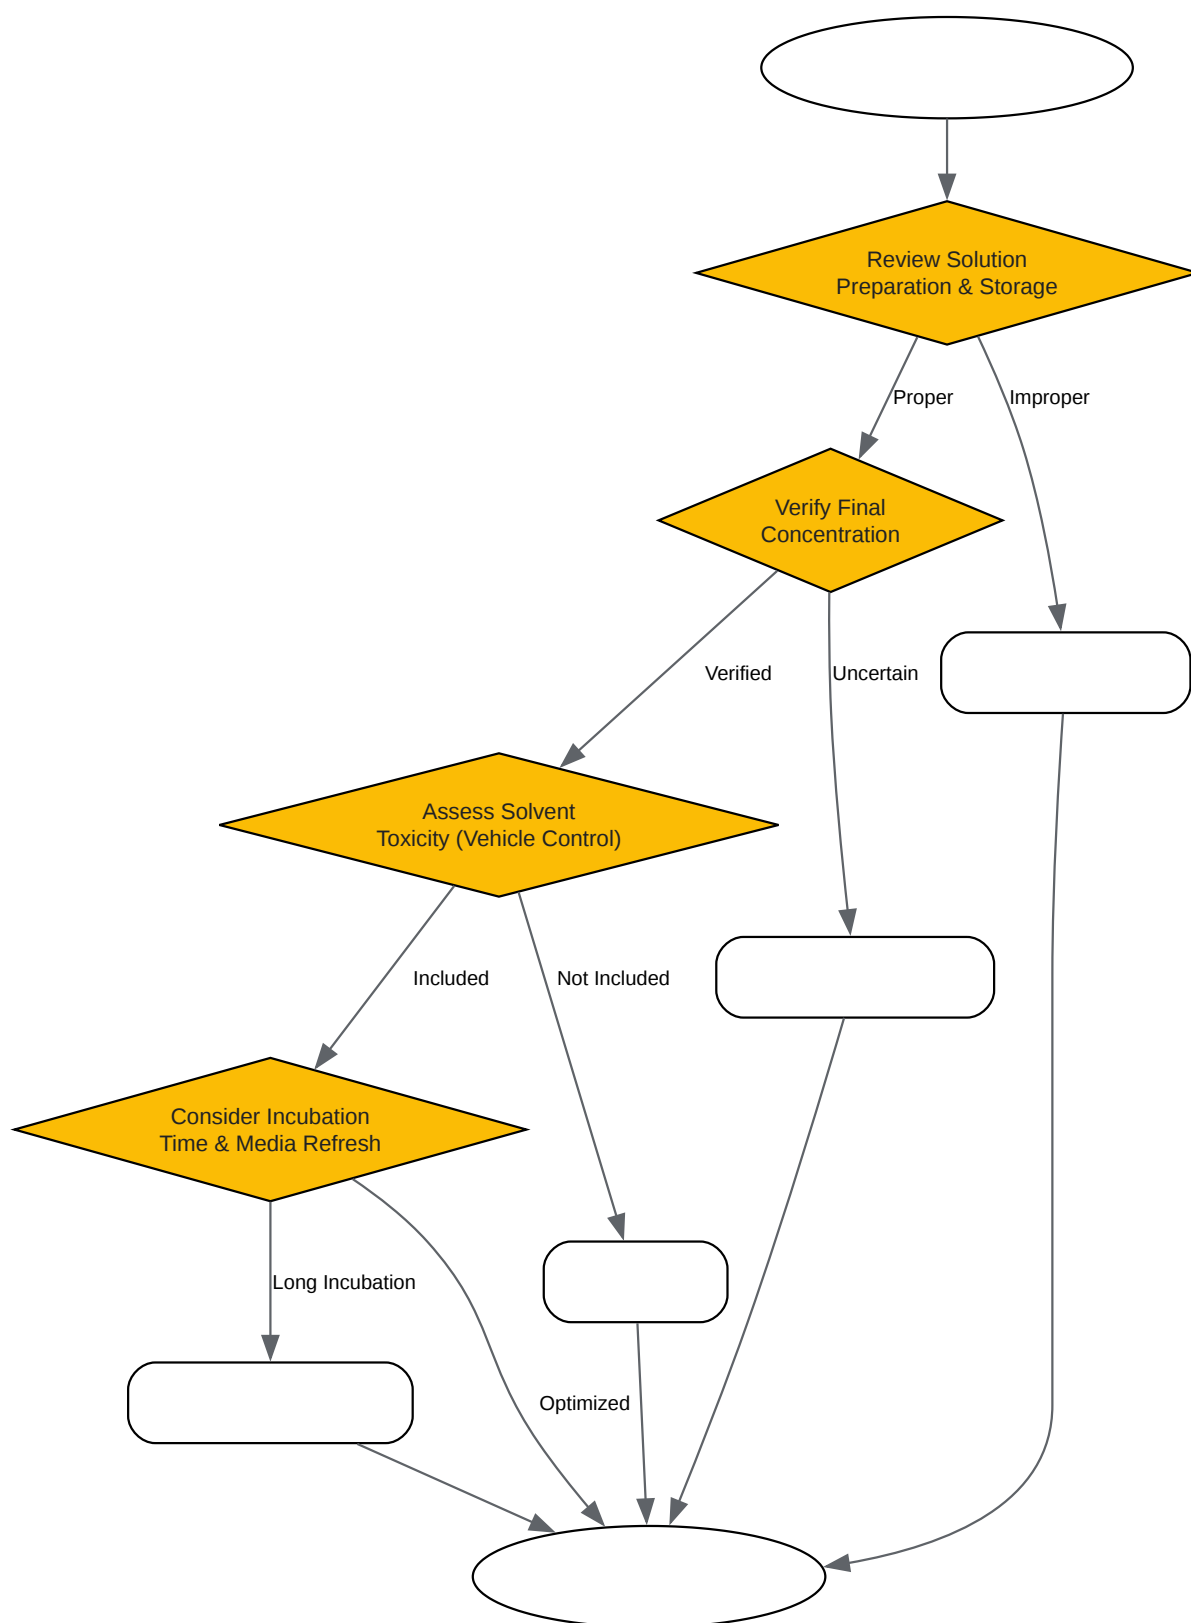 Review Solution
Preparation & Storage
Proper
Improper
Verify Final
Concentration
Verified
Uncertain
Assess Solvent
Toxicity (Vehicle Control)
Included
Not Included
Consider Incubation
Time & Media Refresh
Long Incubation
Optimized